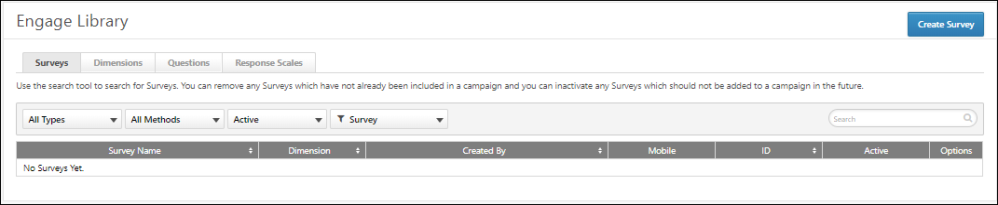 Engage Library
Create Survey
Surveys Dimensions Questions Response Scales
Use the search tool to search for Surveys. You can remove any Surveys which have not already been included in a campaign and you can inactivate any Surveys which should not be added to a campaign in the future.
All Types All Methods Active Survey Search
Survey Name Dimension Created By Mobile ID Active Options
No Surveys Yet.